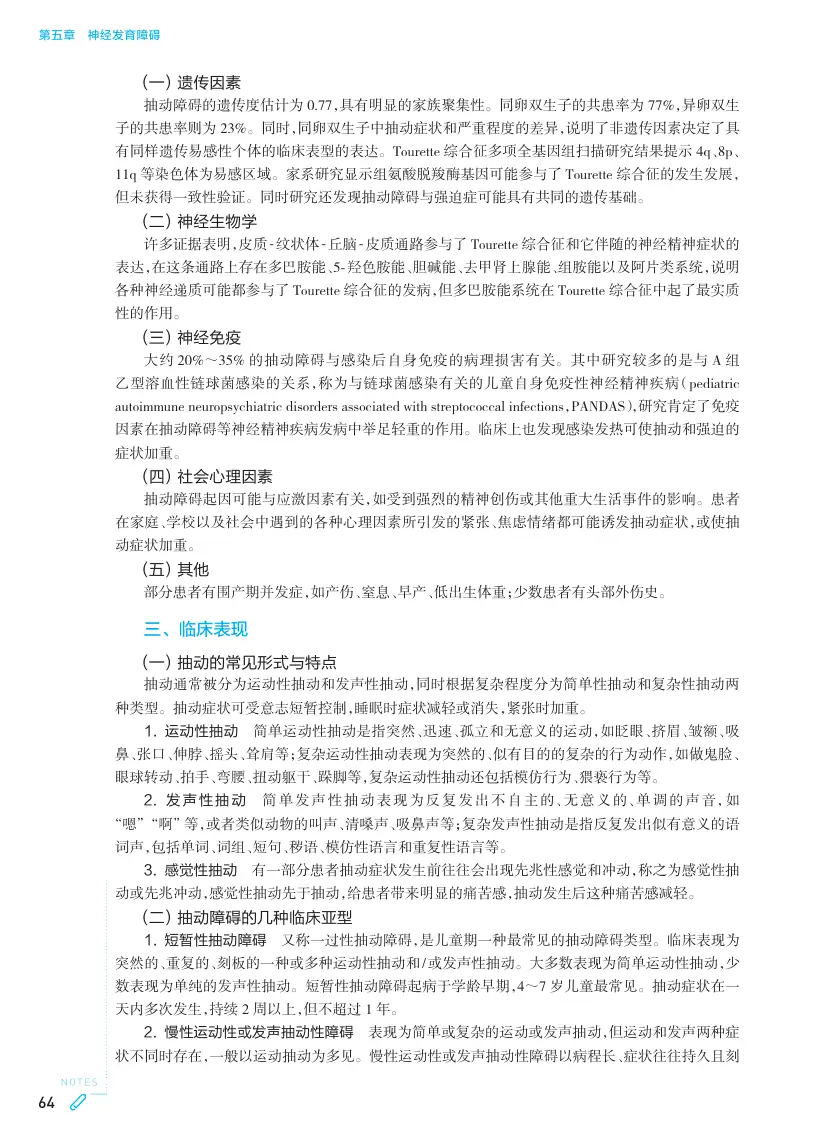 第五章 神经发育障碍
（一）遗传因素
抽动障碍的遗传度估计为 0.77，具有明显的家族聚集性。同卵双生子的共患率为 77%，异卵双生
子的共患率则为 23%。同时，同卵双生子中抽动症状和严重程度的差异，说明了非遗传因素决定了具
有同样遗传易感性个体的临床表型的表达。Tourette 综合征多项全基因组扫描研究结果提示 4q、8p、
11q 等染色体为易感区域。家系研究显示组氨酸脱羧酶基因可能参与了 Tourette 综合征的发生发展，
但未获得一致性验证。同时研究还发现抽动障碍与强迫症可能具有共同的遗传基础。
（二）神经生物学
许多证据表明，皮质-纹状体-丘脑-皮质通路参与了 Tourette 综合征和它伴随的神经精神症状的
表达，在这条通路上存在多巴胺能、5-羟色胺能、胆碱能、去甲肾上腺能、组胺能以及阿片类系统，说明
各种神经递质可能都参与了 Tourette 综合征的发病，但多巴胺能系统在 Tourette 综合征中起了最实质
性的作用。
（三）神经免疫
大约 20%～35% 的抽动障碍与感染后自身免疫的病理损害有关。其中研究较多的是与 A 组
乙型溶血性链球菌感染的关系，称为与链球菌感染有关的儿童自身免疫性神经精神疾病（pediatric
autoimmune neuropsychiatric disorders associated with streptococcal infections，PANDAS），研究肯定了免疫
因素在抽动障碍等神经精神疾病发病中举足轻重的作用。临床上也发现感染发热可使抽动和强迫的
症状加重。
（四）社会心理因素
抽动障碍起因可能与应激因素有关，如受到强烈的精神创伤或其他重大生活事件的影响。患者
在家庭、学校以及社会中遇到的各种心理因素所引发的紧张、焦虑情绪都可能诱发抽动症状，或使抽
动症状加重。
（五）其他
部分患者有围产期并发症，如产伤、窒息、早产、低出生体重；少数患者有头部外伤史。
三、临床表现
（一）抽动的常见形式与特点
抽动通常被分为运动性抽动和发声性抽动，同时根据复杂程度分为简单性抽动和复杂性抽动两
种类型。抽动症状可受意志短暂控制，睡眠时症状减轻或消失，紧张时加重。
1. 运动性抽动 简单运动性抽动是指突然、迅速、孤立和无意义的运动，如眨眼、挤眉、皱额、吸
鼻、张口、伸脖、摇头、耸肩等；复杂运动性抽动表现为突然的、似有目的的复杂的行为动作，如做鬼脸、
眼球转动、拍手、弯腰、扭动躯干、跺脚等，复杂运动性抽动还包括模仿行为、猥亵行为等。
2. 发声性抽动 简单发声性抽动表现为反复发出不自主的、无意义的、单调的声音，如
“嗯”“啊”等，或者类似动物的叫声、清嗓声、吸鼻声等；复杂发声性抽动是指反复发出似有意义的语
词声，包括单词、词组、短句、秽语、模仿性语言和重复性语言等。
3. 感觉性抽动 有一部分患者抽动症状发生前往往会出现先兆性感觉和冲动，称之为感觉性抽
动或先兆冲动，感觉性抽动先于抽动，给患者带来明显的痛苦感，抽动发生后这种痛苦感减轻。
（二）抽动障碍的几种临床亚型
1. 短暂性抽动障碍 又称一过性抽动障碍，是儿童期一种最常见的抽动障碍类型。临床表现为
突然的、重复的、刻板的一种或多种运动性抽动和/或发声性抽动。大多数表现为简单运动性抽动，少
数表现为单纯的发声性抽动。短暂性抽动障碍起病于学龄早期，4～7 岁儿童最常见。抽动症状在一
天内多次发生，持续 2 周以上，但不超过 1 年。
2. 慢性运动性或发声抽动性障碍 表现为简单或复杂的运动或发声抽动，但运动和发声两种症
状不同时存在，一般以运动抽动为多见。慢性运动性或发声抽动性障碍以病程长、症状往往持久且刻
NOTES
64